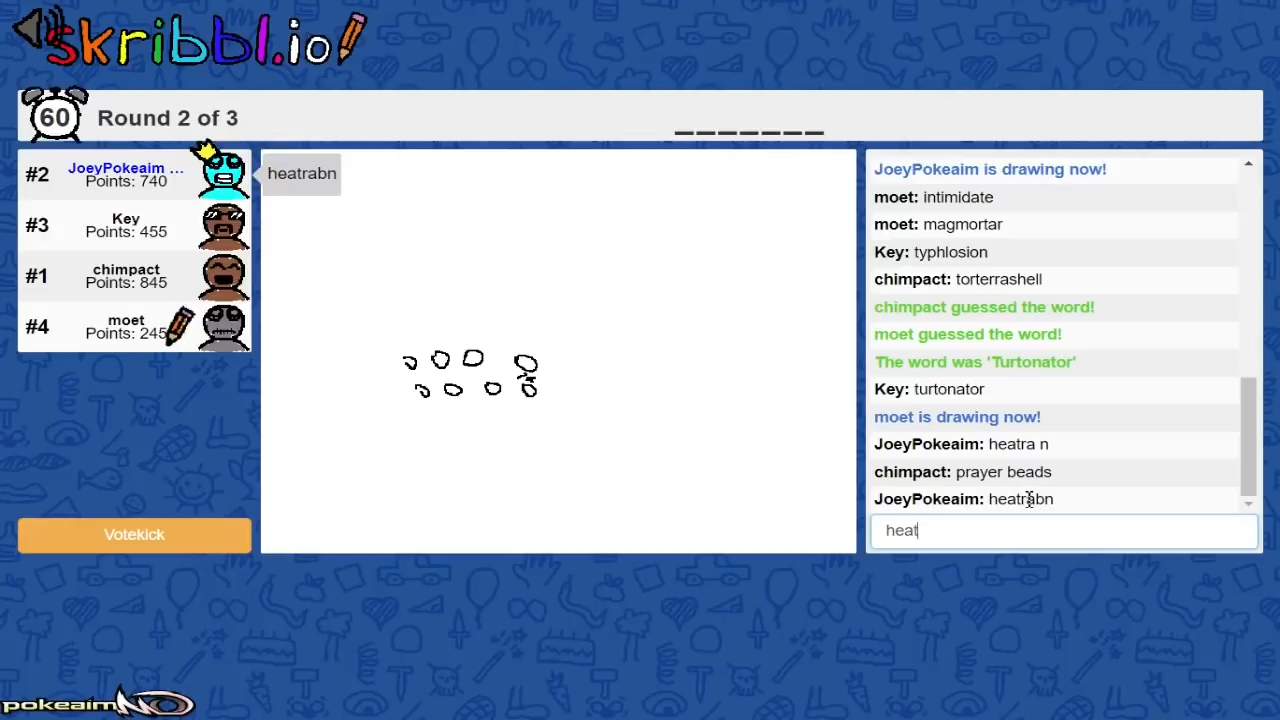 skribbl.io
60
Round 2 of 3
_______
#2
JoeyPokeaim ...
Points: 740
heatrabn
#3
Key
Points: 455
#1
chimpact
Points: 845
#4
moet
Points: 245
Votekick
JoeyPokeaim is drawing now!
moet: intimidate
moet: magmortar
Key: typhlosion
chimpact: torterrashell
chimpact guessed the word!
moet guessed the word!
The word was 'Turtonator'
Key: turtonator
moet is drawing now!
JoeyPokeaim: heatra n
chimpact: prayer beads
JoeyPokeaim: heatrabn
heat
pokeaim